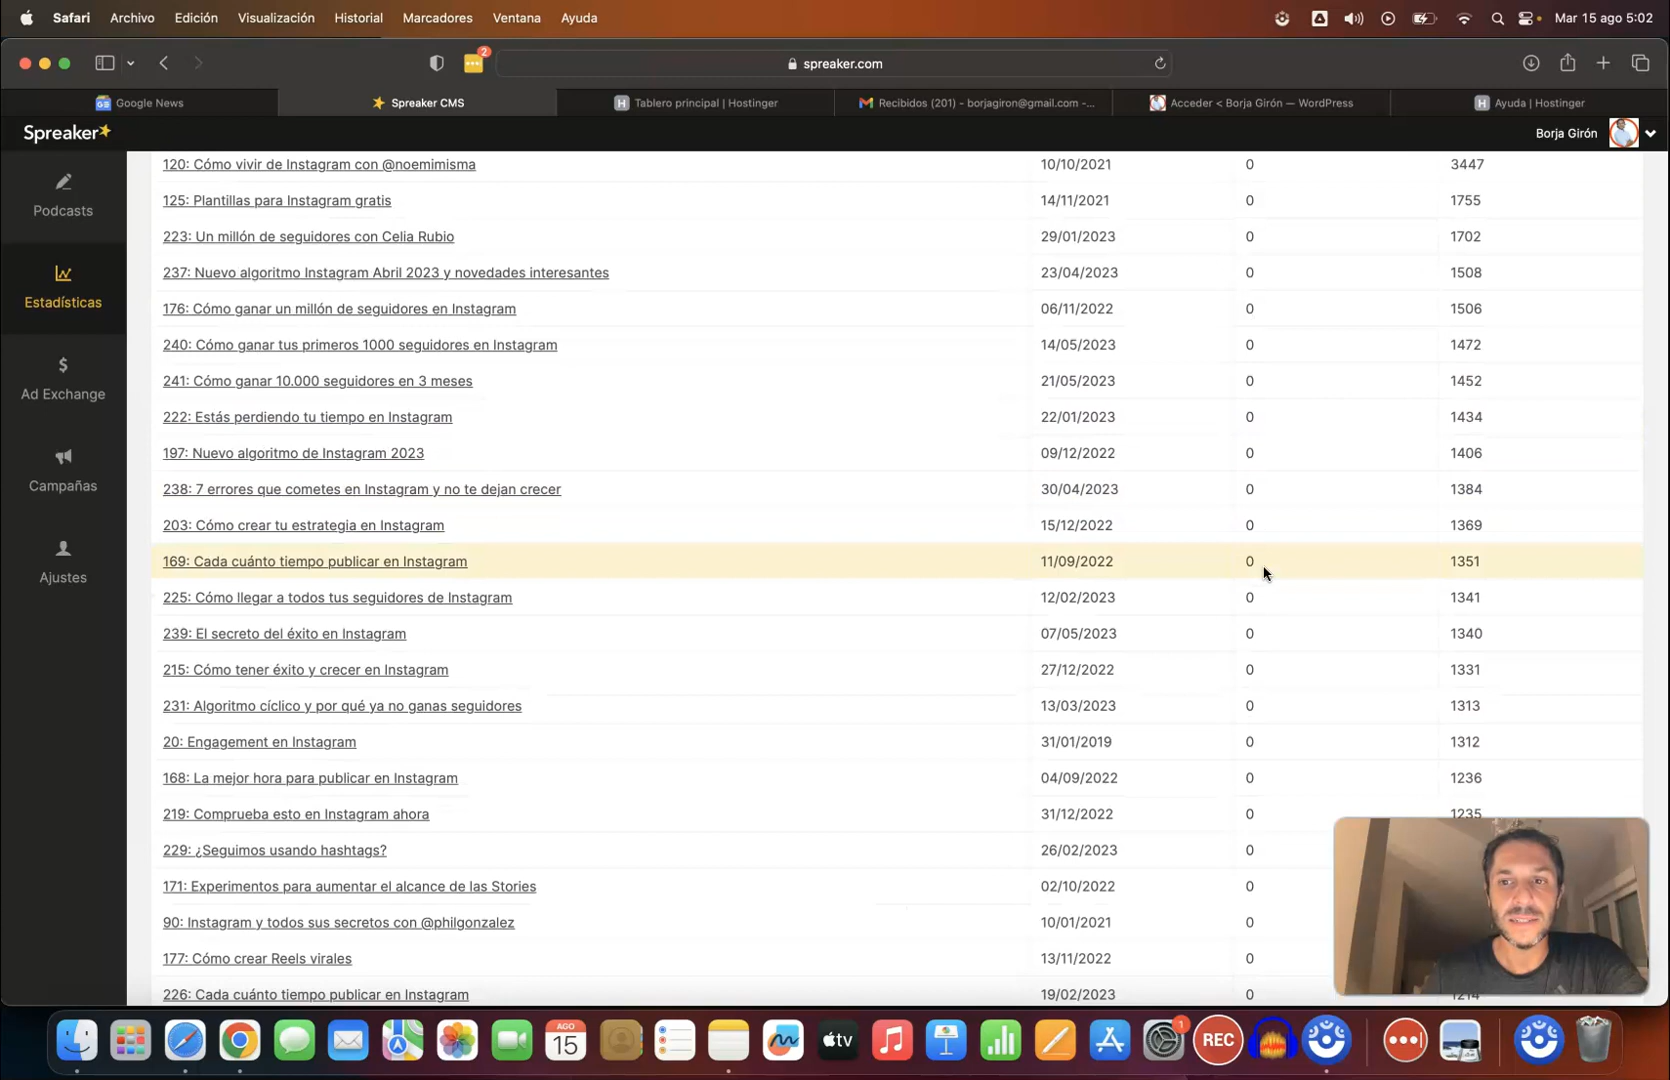 Safari Archivo Edición Visualización Historial Marcadores Ventana Ayuda Mar 15 ago 5:02
2
spreaker.com
Google News Spreaker CMS Tablero principal | Hostinger Recibidos (201) - borjagiron@gmail.com -... Acceder < Borja Girón — WordPress Ayuda | Hostinger
Spreaker Borja Girón
Podcasts
Estadísticas
Ad Exchange
Campañas
Ajustes
120: Cómo vivir de Instagram con @noemimisma 10/10/2021 0 3447
125: Plantillas para Instagram gratis 14/11/2021 0 1755
223: Un millón de seguidores con Celia Rubio 29/01/2023 0 1702
237: Nuevo algoritmo Instagram Abril 2023 y novedades interesantes 23/04/2023 0 1508
176: Cómo ganar un millón de seguidores en Instagram 06/11/2022 0 1506
240: Cómo ganar tus primeros 1000 seguidores en Instagram 14/05/2023 0 1472
241: Cómo ganar 10.000 seguidores en 3 meses 21/05/2023 0 1452
222: Estás perdiendo tu tiempo en Instagram 22/01/2023 0 1434
197: Nuevo algoritmo de Instagram 2023 09/12/2022 0 1406
238: 7 errores que cometes en Instagram y no te dejan crecer 30/04/2023 0 1384
203: Cómo crear tu estrategia en Instagram 15/12/2022 0 1369
169: Cada cuánto tiempo publicar en Instagram 11/09/2022 0 1351
225: Cómo llegar a todos tus seguidores de Instagram 12/02/2023 0 1341
239: El secreto del éxito en Instagram 07/05/2023 0 1340
215: Cómo tener éxito y crecer en Instagram 27/12/2022 0 1331
231: Algoritmo cíclico y por qué ya no ganas seguidores 13/03/2023 0 1313
20: Engagement en Instagram 31/01/2019 0 1312
168: La mejor hora para publicar en Instagram 04/09/2022 0 1236
219: Comprueba esto en Instagram ahora 31/12/2022 0 1235
229: ¿Seguimos usando hashtags? 26/02/2023 0
171: Experimentos para aumentar el alcance de las Stories 02/10/2022 0
90: Instagram y todos sus secretos con @philgonzalez 10/01/2021 0
177: Cómo crear Reels virales 13/11/2022 0
226: Cada cuánto tiempo publicar en Instagram 19/02/2023 0 1214
AGO
15
tv
1
REC